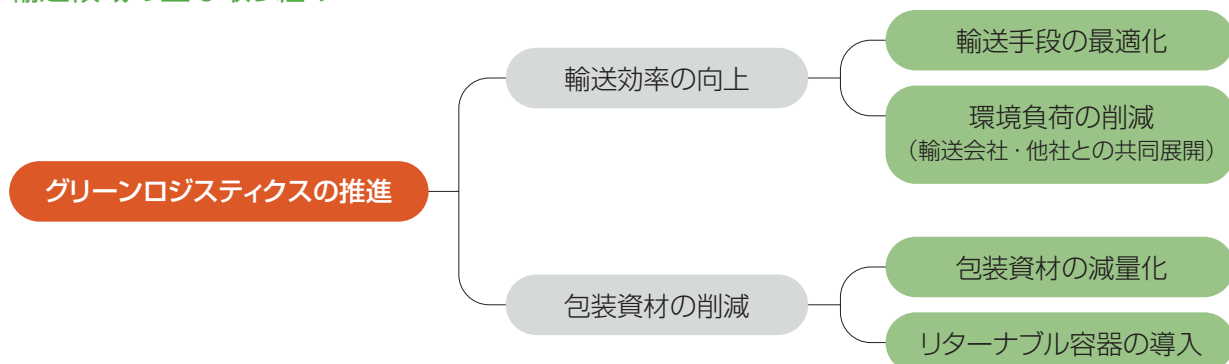 グリーンロジスティクスの推進
輸送効率の向上
輸送手段の最適化
環境負荷の削減
（輸送会社・他社との共同展開）
包装資材の削減
包装資材の減量化
リターナブル容器の導入